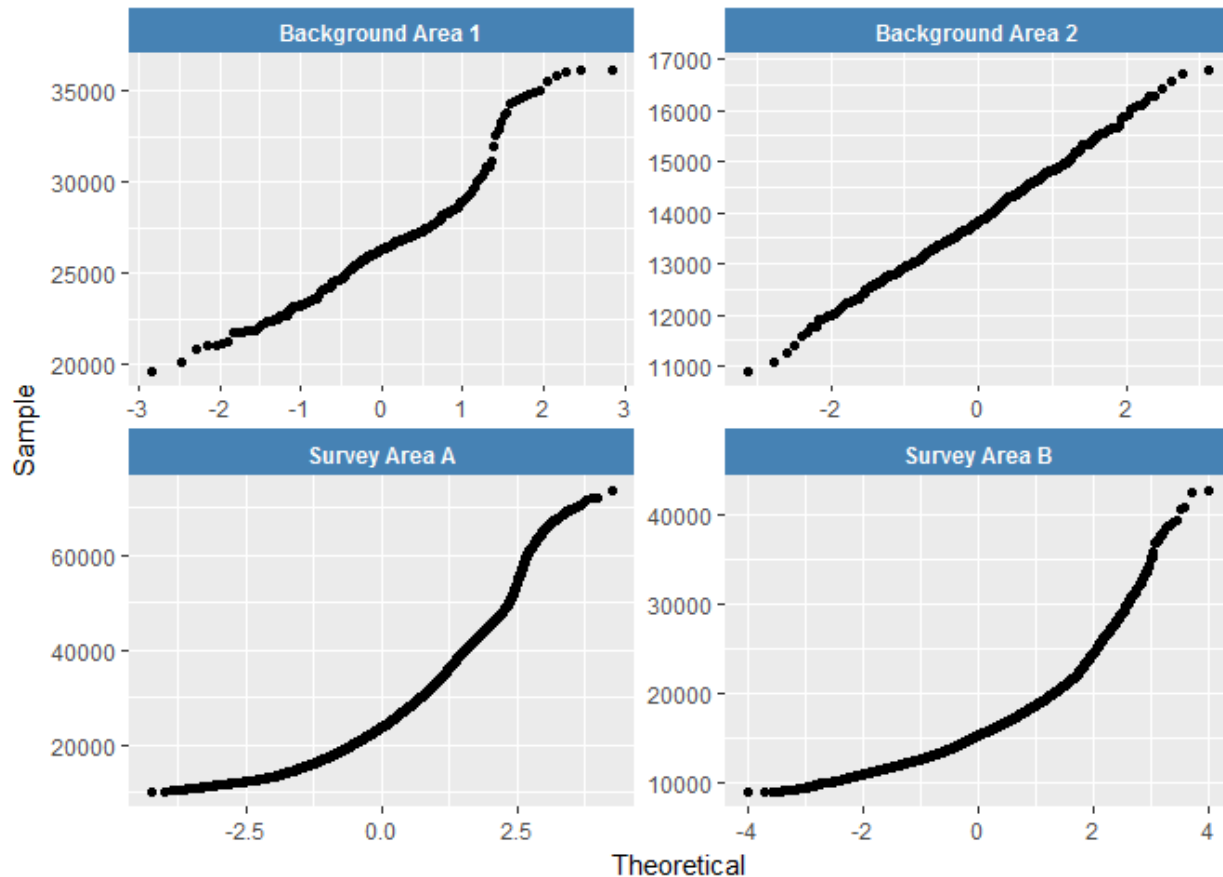 Background Area 1
Background Area 2
35000
30000
25000
20000
-3 -2 -1 0 1 2 3
17000
16000
15000
14000
13000
12000
11000
-2 0 2
Sample
Survey Area A
Survey Area B
60000
40000
20000
-2.5 0.0 2.5
40000
30000
20000
10000
-4 -2 0 2 4
Theoretical